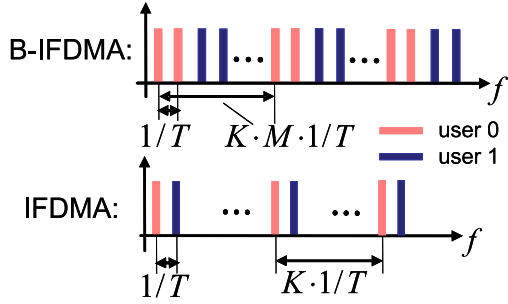 B-IFDMA:
f
1/T
K·M·1/T
user 0
user 1
IFDMA:
f
1/T
K·1/T